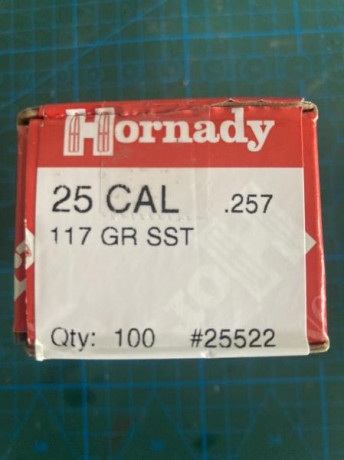 Hornady
25 CAL .257
117 GR SST
Qty: 100 #25522